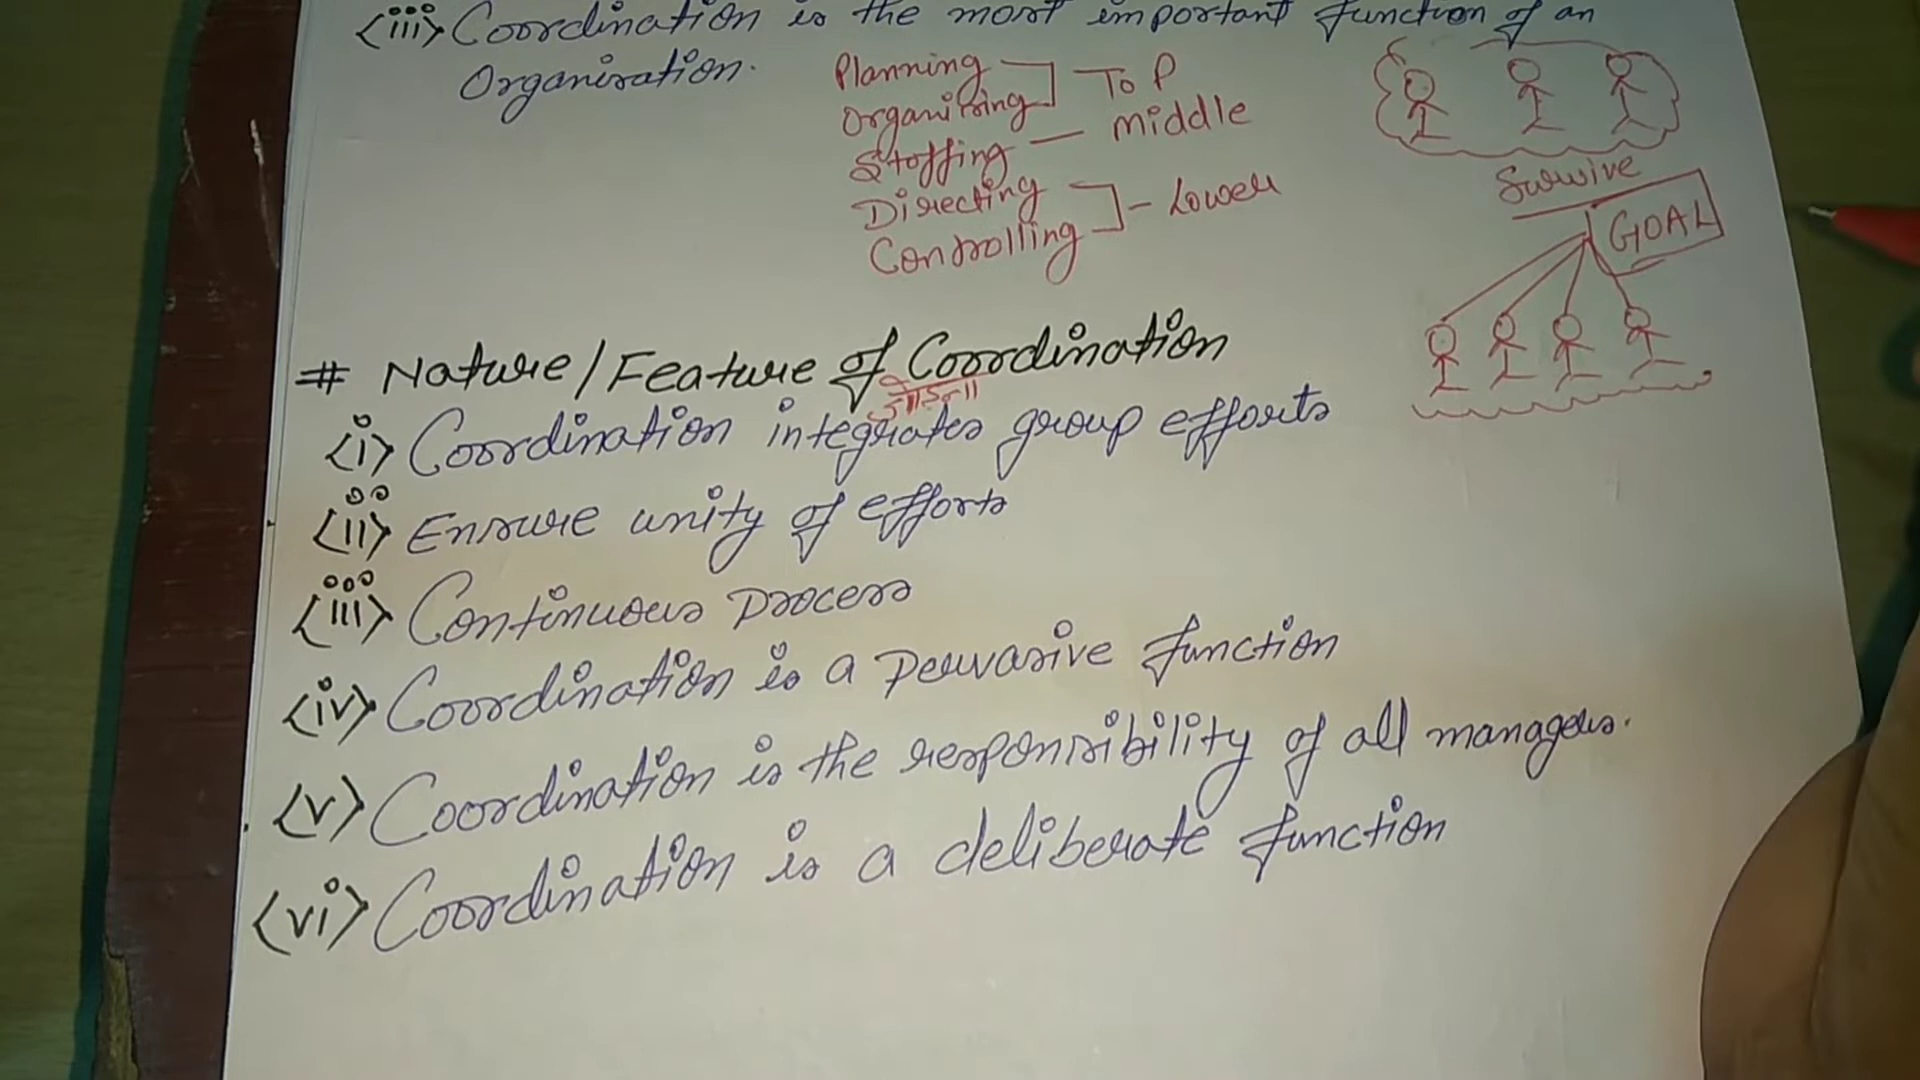 (iii) Coordination is the most important function of an
Organisation.
Planning
Organising
Top
Staffing — middle
Directing
Controlling
— Lower
Survive
GOAL
# Nature/Feature of Coordination
जोड़ना
(i) Coordination integrates group efforts
(ii) Ensure unity of efforts
(iii) Continuous process
(iv) Coordination is a Pervasive function
(v) Coordination is the responsibility of all managers.
(vi) Coordination is a deliberate function